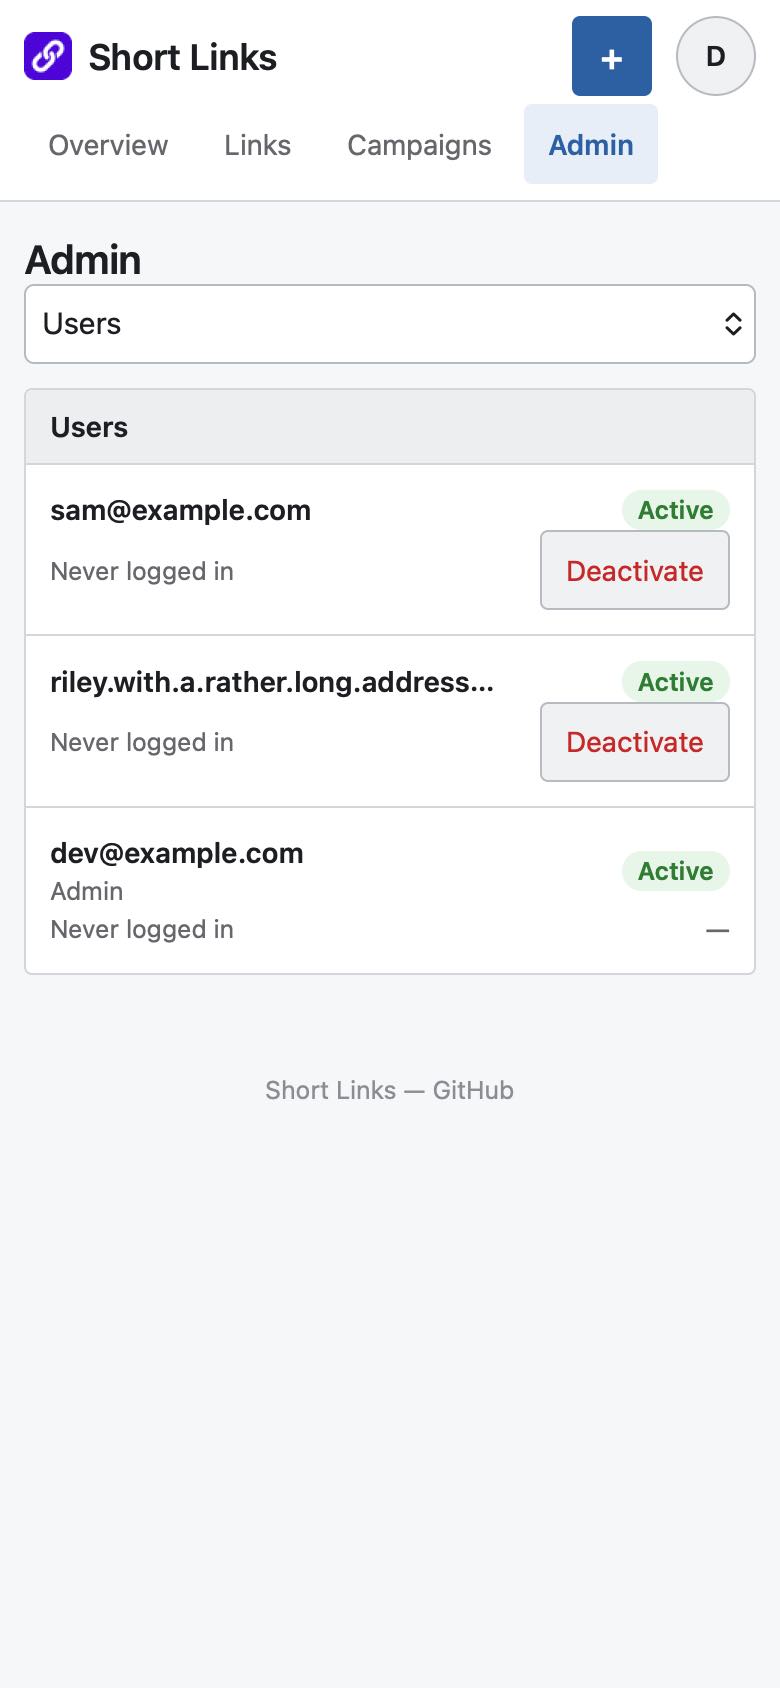 Short Links
+
D
Overview Links Campaigns Admin
Admin
Users
Users
sam@example.com Active
Never logged in Deactivate
riley.with.a.rather.long.address... Active
Never logged in Deactivate
dev@example.com
Admin Active
Never logged in —
Short Links — GitHub